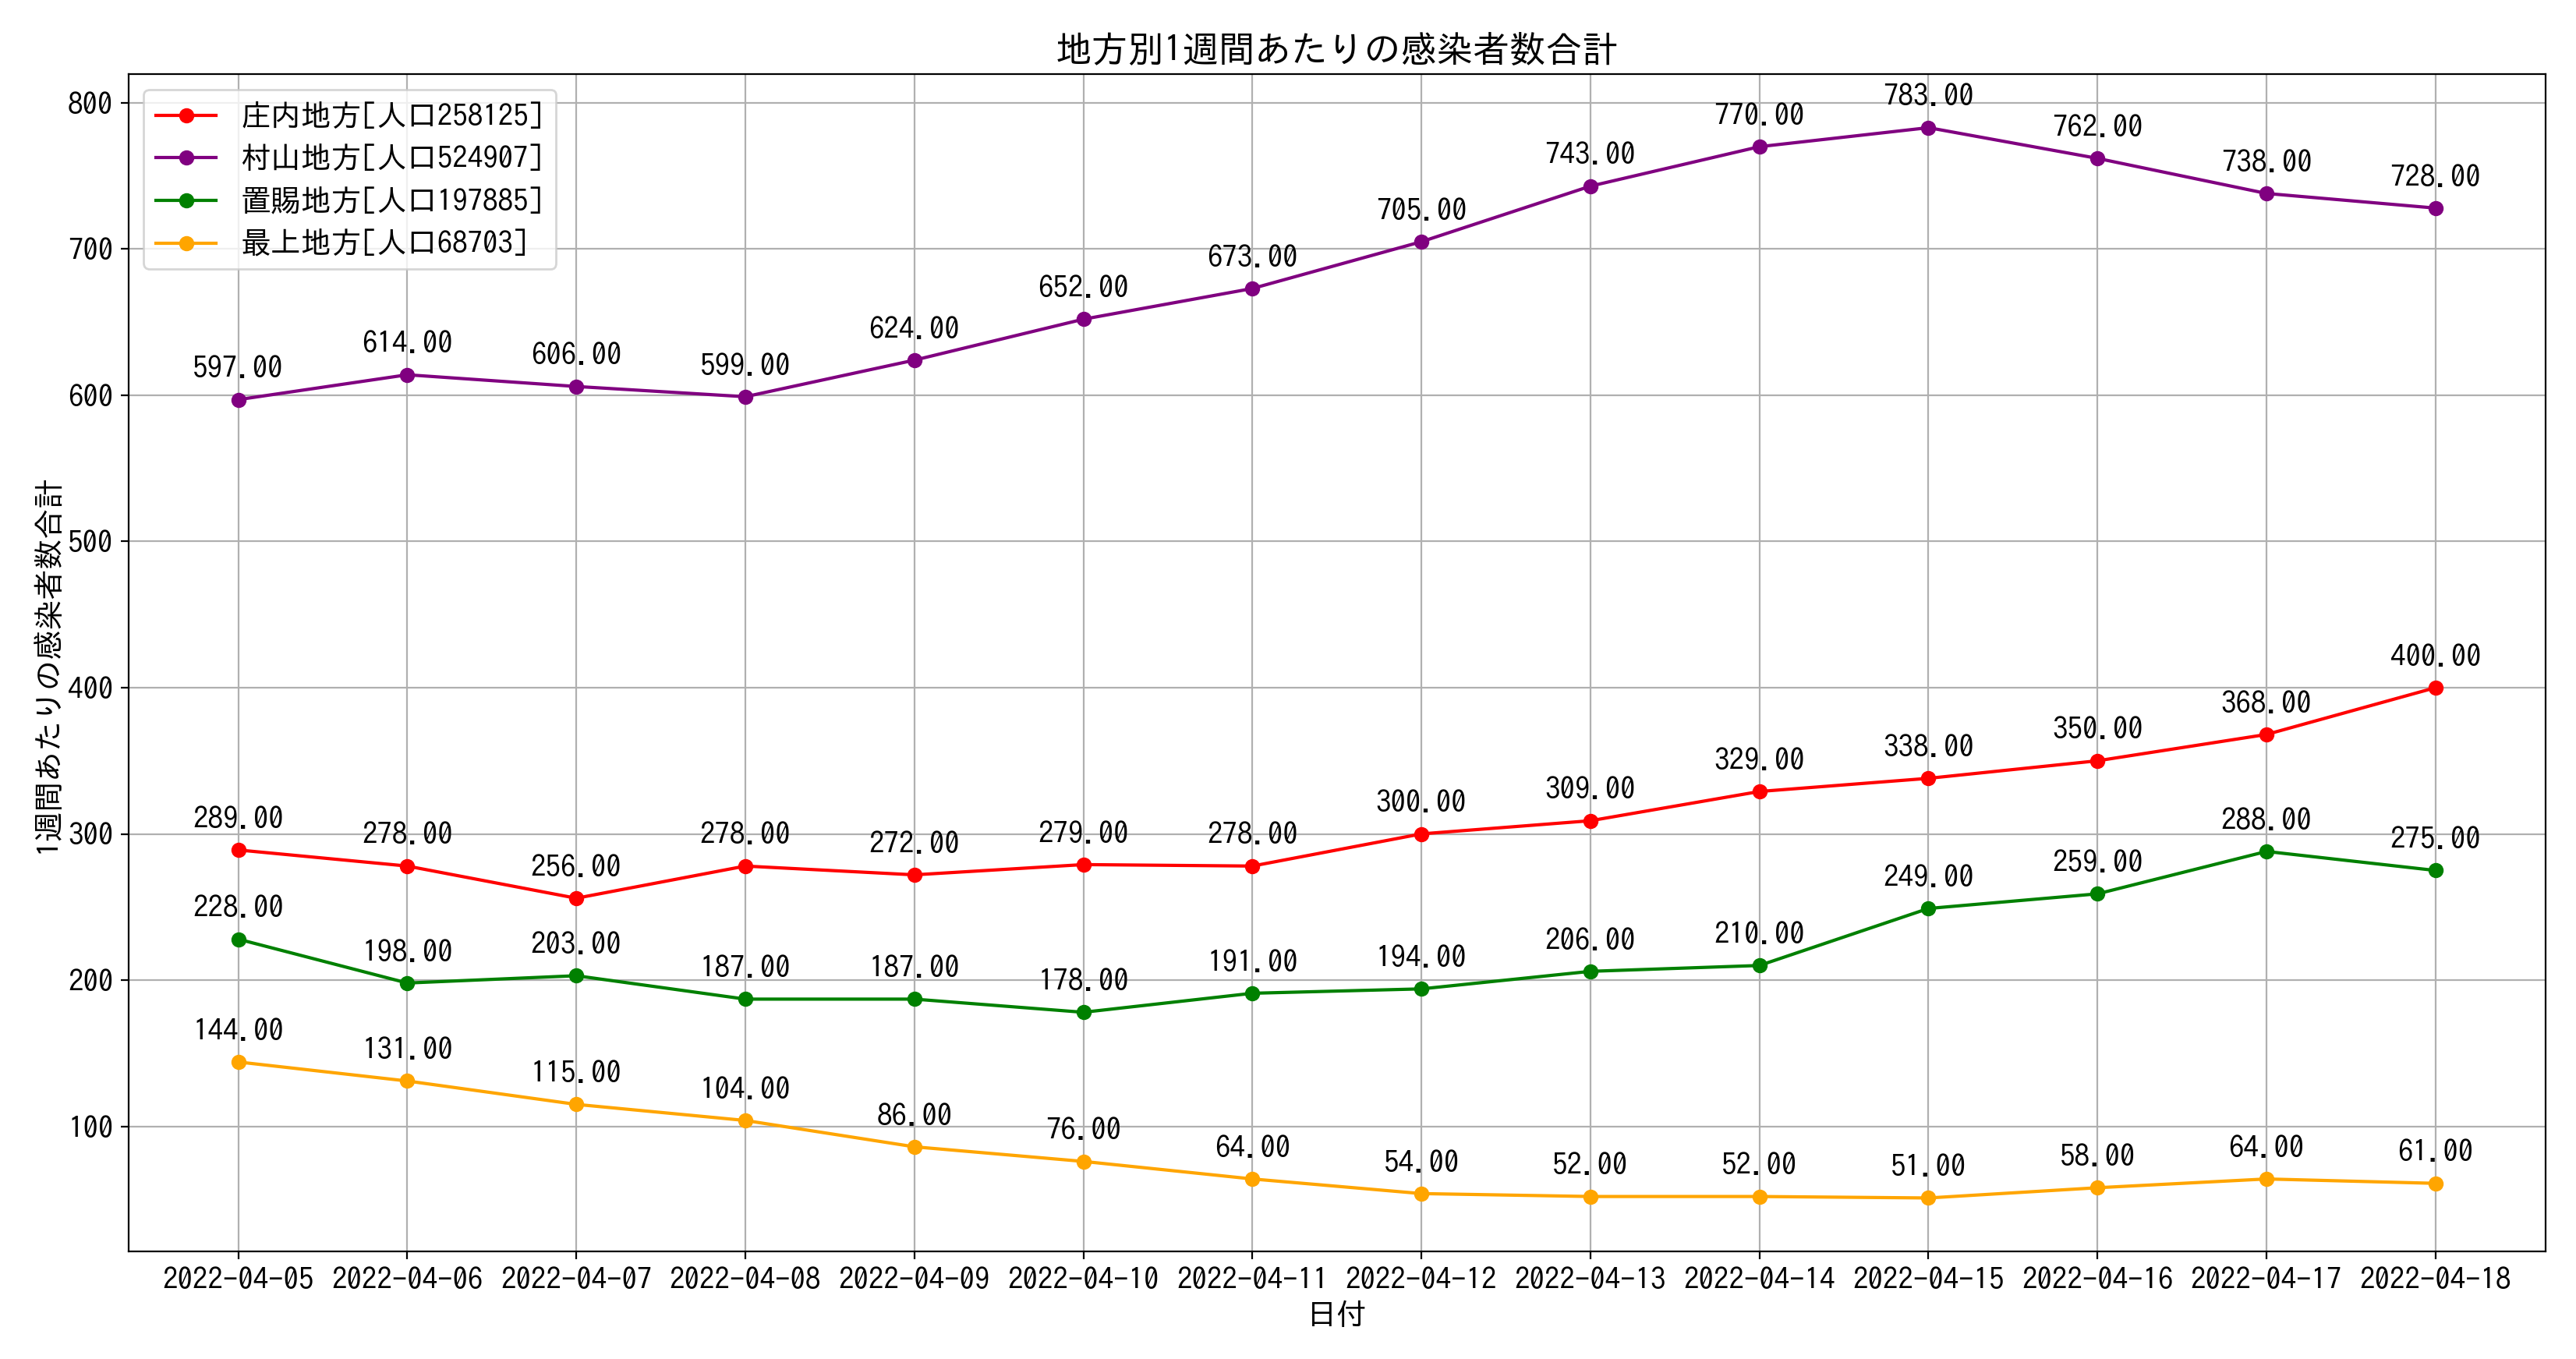 地方別1週間あたりの感染者数合計
庄内地方[人口258125]
村山地方[人口524907]
置賜地方[人口197885]
最上地方[人口68703]
1週間あたりの感染者数合計
800
700
600
500
400
300
200
100
597.00 614.00 606.00 599.00 624.00 652.00 673.00 705.00 743.00 770.00 783.00 762.00 738.00 728.00
289.00 278.00 256.00 278.00 272.00 279.00 278.00 300.00 309.00 329.00 338.00 350.00 368.00 400.00
228.00 198.00 203.00 187.00 187.00 178.00 191.00 194.00 206.00 210.00 249.00 259.00 288.00 275.00
144.00 131.00 115.00 104.00 86.00 76.00 64.00 54.00 52.00 52.00 51.00 58.00 64.00 61.00
2022-04-05 2022-04-06 2022-04-07 2022-04-08 2022-04-09 2022-04-10 2022-04-11 2022-04-12 2022-04-13 2022-04-14 2022-04-15 2022-04-16 2022-04-17 2022-04-18
日付